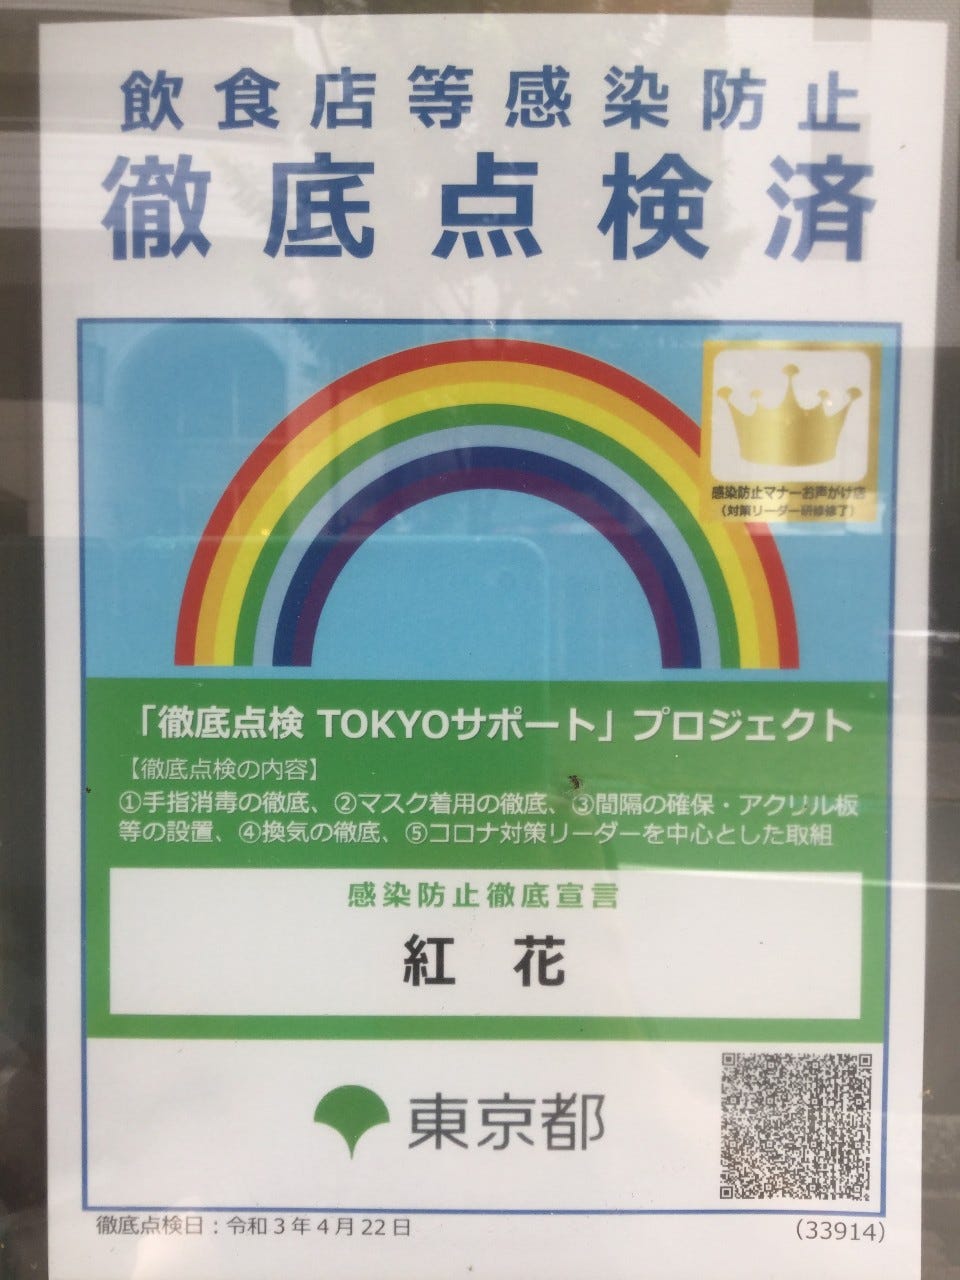 飲食店等感染防止
徹底点検済
感染防止マナーお声がけ店
(対策リーダー研修修了)
「徹底点検 TOKYOサポート」プロジェクト
【徹底点検の内容】
①手指消毒の徹底、②マスク着用の徹底、③間隔の確保・アクリル板
等の設置、④換気の徹底、⑤コロナ対策リーダーを中心とした取組
感染防止徹底宣言
紅 花
東京都
徹底点検日：令和3年4月22日
(33914)